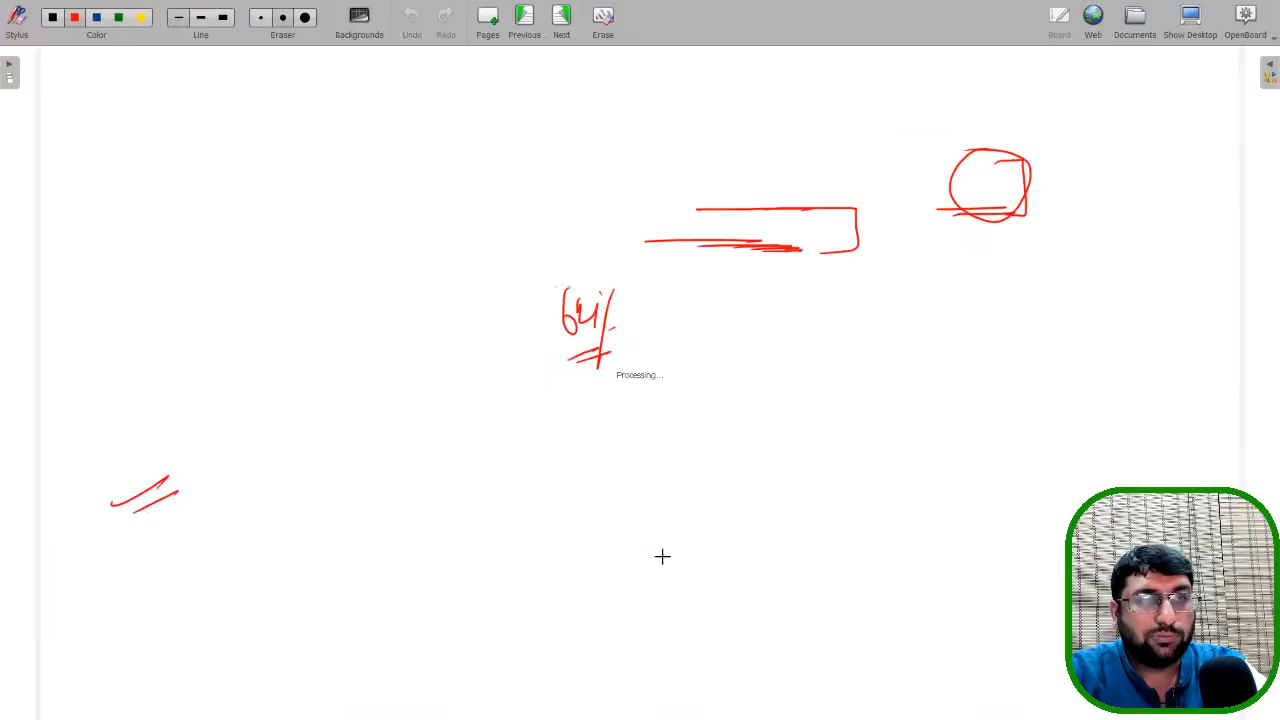 Stylus Color Line Eraser Backgrounds Undo Redo Pages Previous Next Erase Board Web Documents Show Desktop OpenBoard
64%
Processing...